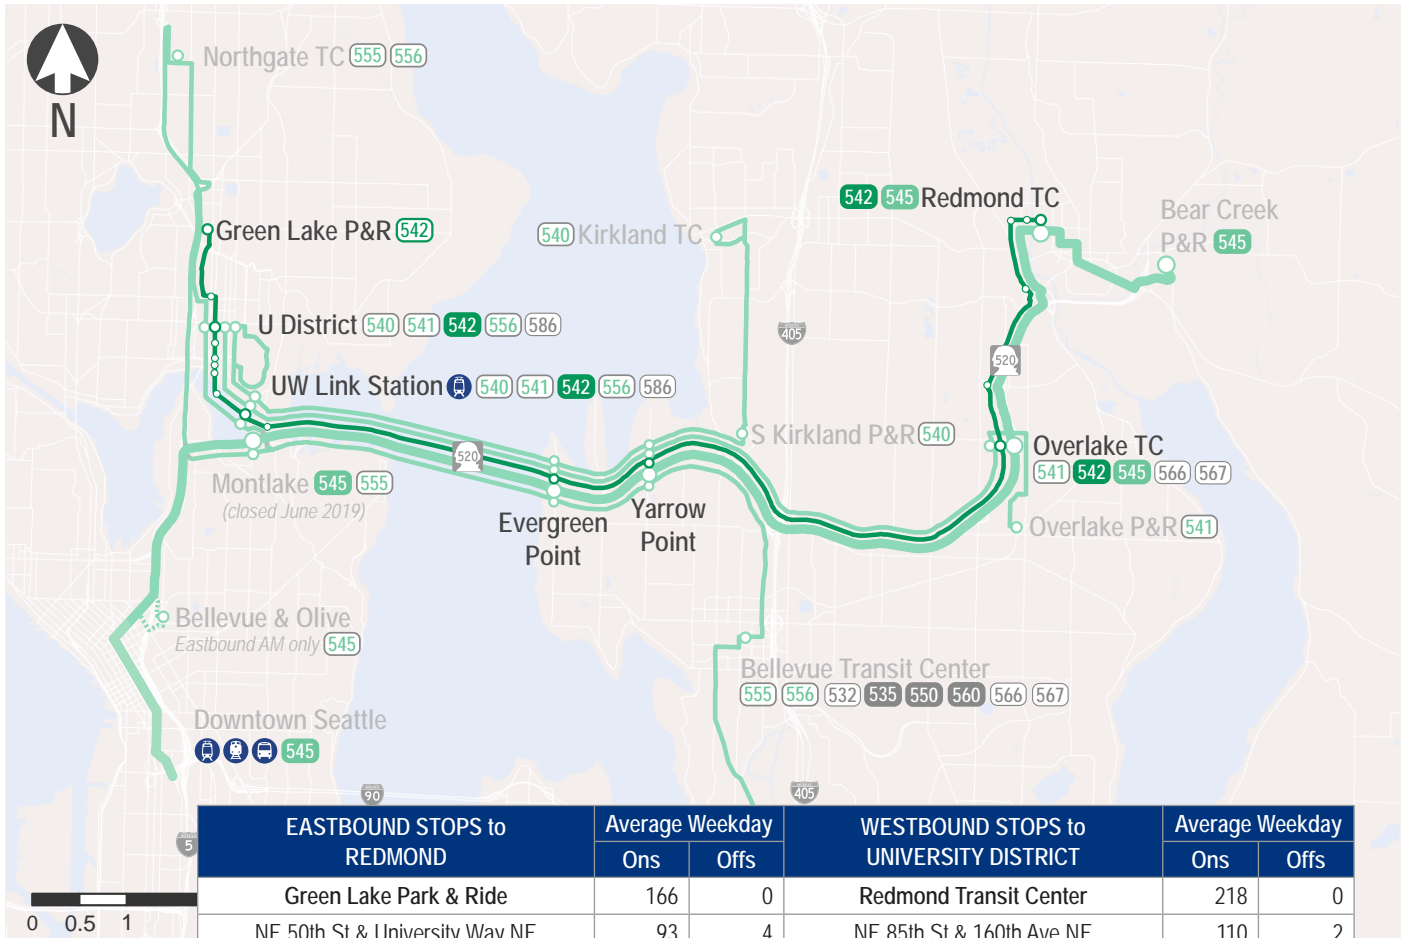 N
Northgate TC 555 556
Green Lake P&R 542
540 Kirkland TC
542 545 Redmond TC
Bear Creek
P&R 545
U District 540 541 542 556 586
405
520
UW Link Station 540 541 542 556 586
520
S Kirkland P&R 540
Overlake TC
541 542 545 566 567
Montlake 545 555
(closed June 2019)
Evergreen
Point
Yarrow
Point
Overlake P&R 541
Bellevue & Olive
Eastbound AM only 545
Bellevue Transit Center
555 556 532 535 550 560 566 567
Downtown Seattle
545
90
405
5
0 0.5 1
EASTBOUND STOPS to
REDMOND
Average Weekday
Ons Offs
WESTBOUND STOPS to
UNIVERSITY DISTRICT
Average Weekday
Ons Offs
Green Lake Park & Ride 166 0 Redmond Transit Center 218 0
NE 50th St & University Way NE 93 4 NE 85th St & 160th Ave NE 110 2